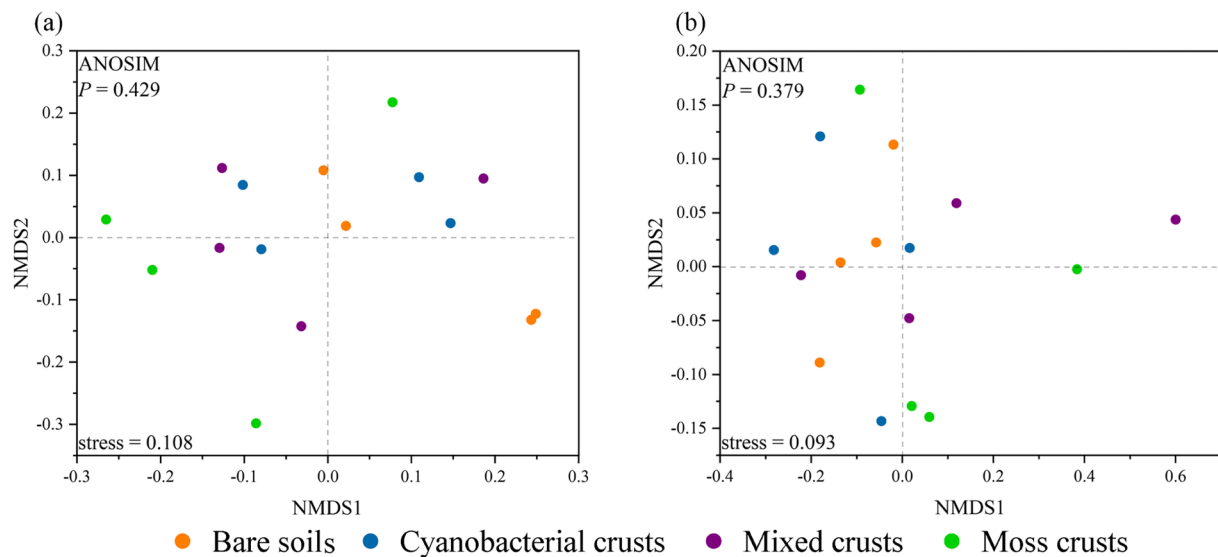 (a)
ANOSIM
P = 0.429
0.3
0.2
0.1
0.0
-0.1
-0.2
-0.3
NMDS2
stress = 0.108
-0.3 -0.2 -0.1 0.0 0.1 0.2 0.3
NMDS1
(b)
ANOSIM
P = 0.379
0.20
0.15
0.10
0.05
0.00
-0.05
-0.10
-0.15
NMDS2
stress = 0.093
-0.4 -0.2 0.0 0.2 0.4 0.6
NMDS1
Bare soils Cyanobacterial crusts Mixed crusts Moss crusts